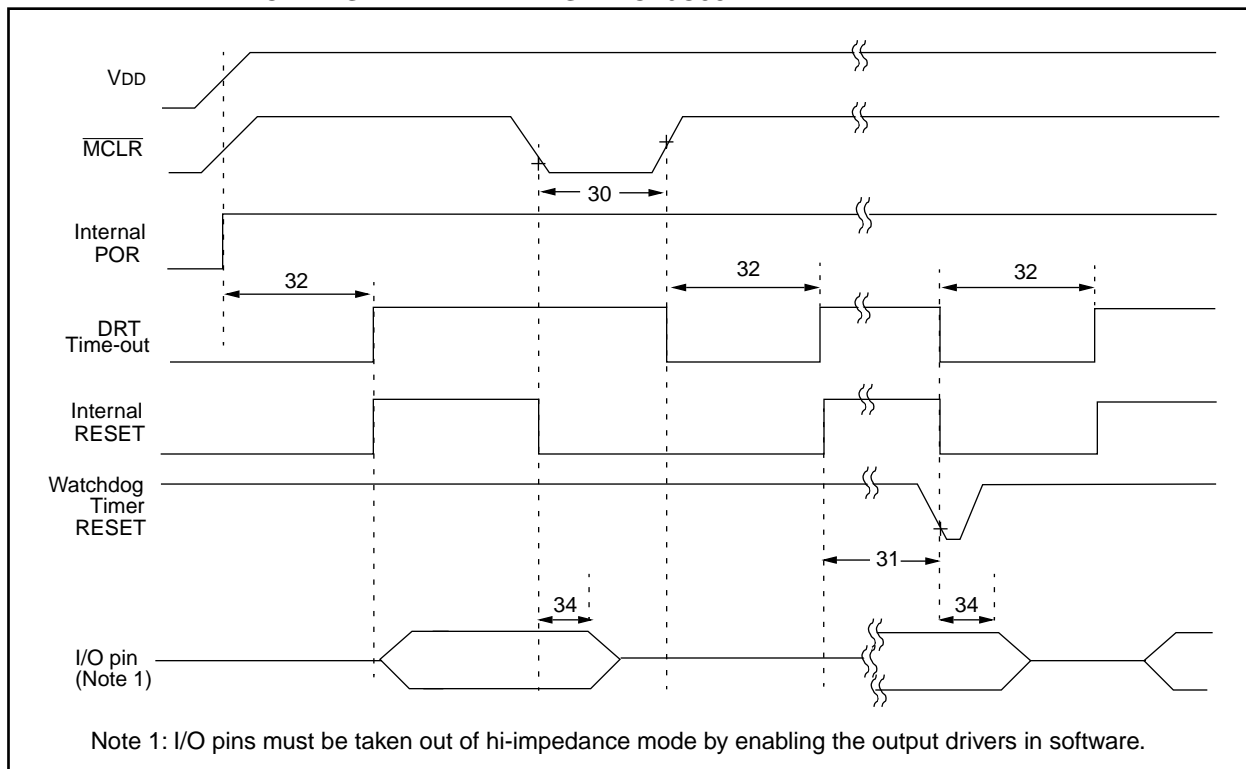 VDD
MCLR
30
Internal
POR
32
32
32
DRT
Time-out
Internal
RESET
Watchdog
Timer
RESET
31
34
34
I/O pin
(Note 1)
Note 1: I/O pins must be taken out of hi-impedance mode by enabling the output drivers in software.